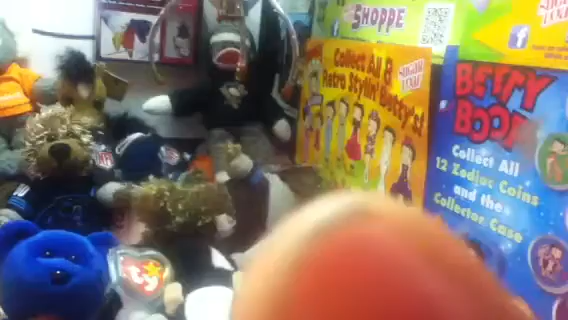 SHOPPE
Collect All 8
Retro Stylin' Betty's!
BETTY
BOOP
Collect All
12 Zodiac Coins
and the
Collector Case
ty
NFL
f